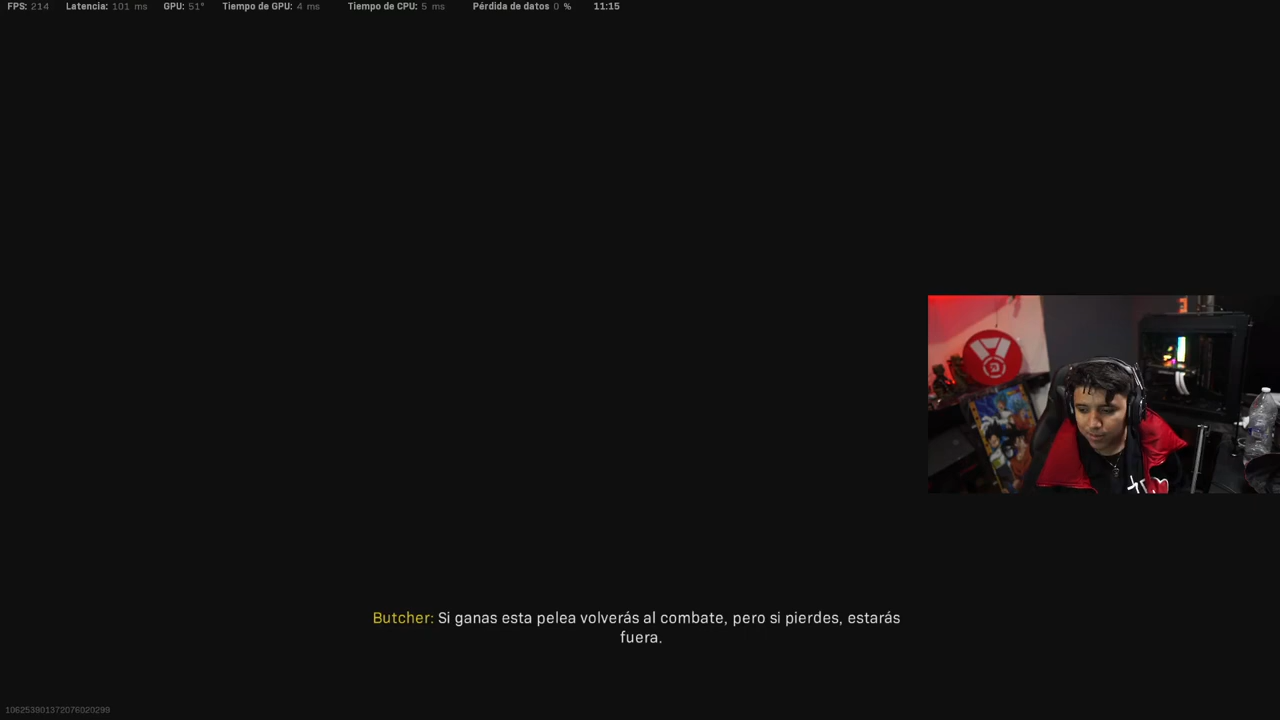 FPS: 214 Latencia: 101 ms GPU: 51° Tiempo de GPU: 4 ms Tiempo de CPU: 5 ms Pérdida de datos 0 % 11:15
Butcher: Si ganas esta pelea volverás al combate, pero si pierdes, estarás
fuera.
106253801372076020299